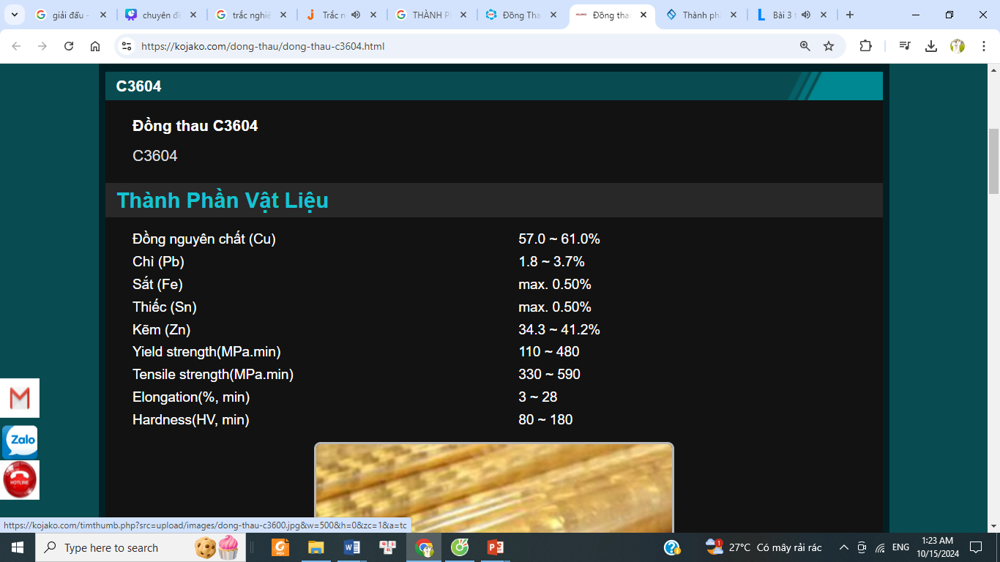 giải đấu -
chuyên đề
trắc nghiệ
Trắc n
THÀNH P
Đồng Tha
Đồng tha
Thành ph
Bài 3 t
https://kojako.com/dong-thau/dong-thau-c3604.html
C3604
Đồng thau C3604
C3604
Thành Phần Vật Liệu
Đồng nguyên chất (Cu) 57.0 ~ 61.0%
Chì (Pb) 1.8 ~ 3.7%
Sắt (Fe) max. 0.50%
Thiếc (Sn) max. 0.50%
Kẽm (Zn) 34.3 ~ 41.2%
Yield strength(MPa.min) 110 ~ 480
Tensile strength(MPa.min) 330 ~ 590
Elongation(%, min) 3 ~ 28
Hardness(HV, min) 80 ~ 180
Zalo
HOTLINE
https://kojako.com/timthumb.php?src=upload/images/dong-thau-c3600.jpg&w=500&h=0&zc=1&a=tc
Type here to search
27°C Có mây rải rác
ENG
1:23 AM
10/15/2024